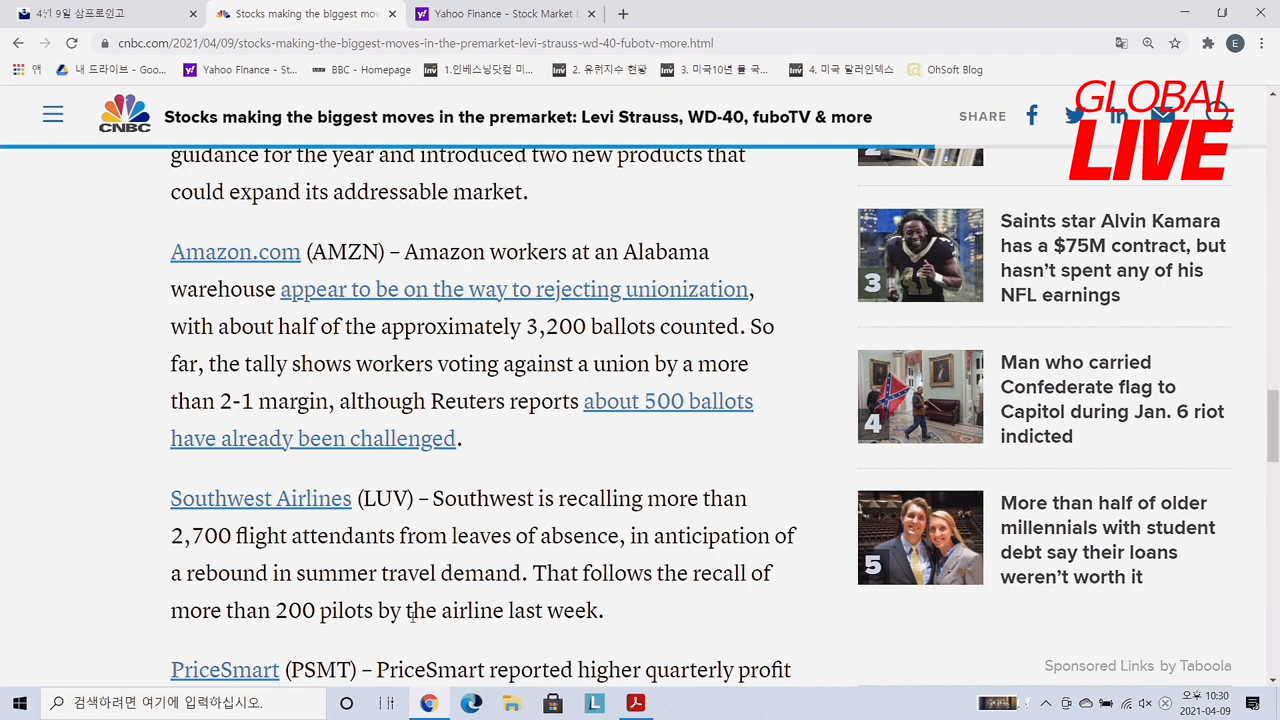 4월 9일 삼프로뀐고
Stocks making the biggest mov
Yahoo Finance - Stock Market L
cnbc.com/2021/04/09/stocks-making-the-biggest-moves-in-the-premarket-levi-strauss-wd-40-fubotv-more.html
E
앱
내 드라이브 - Goo...
Yahoo Finance - St...
BBC - Homepage
1.인베스닝닷컴 미...
2. 유뤄지수 현황
3. 미국10년 률 국...
4. 미국 달러인덱스
OhSoft Blog
CNBC
Stocks making the biggest moves in the premarket: Levi Strauss, WD-40, fuboTV & more
SHARE
GLOBAL
LIVE
guidance for the year and introduced two new products that
could expand its addressable market.
Amazon.com (AMZN) – Amazon workers at an Alabama
warehouse appear to be on the way to rejecting unionization,
with about half of the approximately 3,200 ballots counted. So
far, the tally shows workers voting against a union by a more
than 2-1 margin, although Reuters reports about 500 ballots
have already been challenged.
Southwest Airlines (LUV) – Southwest is recalling more than
2,700 flight attendants from leaves of absence, in anticipation of
a rebound in summer travel demand. That follows the recall of
more than 200 pilots by the airline last week.
PriceSmart (PSMT) – PriceSmart reported higher quarterly profit
2
3
Saints star Alvin Kamara
has a $75M contract, but
hasn't spent any of his
NFL earnings
4
Man who carried
Confederate flag to
Capitol during Jan. 6 riot
indicted
5
More than half of older
millennials with student
debt say their loans
weren't worth it
Sponsored Links by Taboola
검색하려면 여기에 입력하십시오.
오후 10:30
2021-04-09